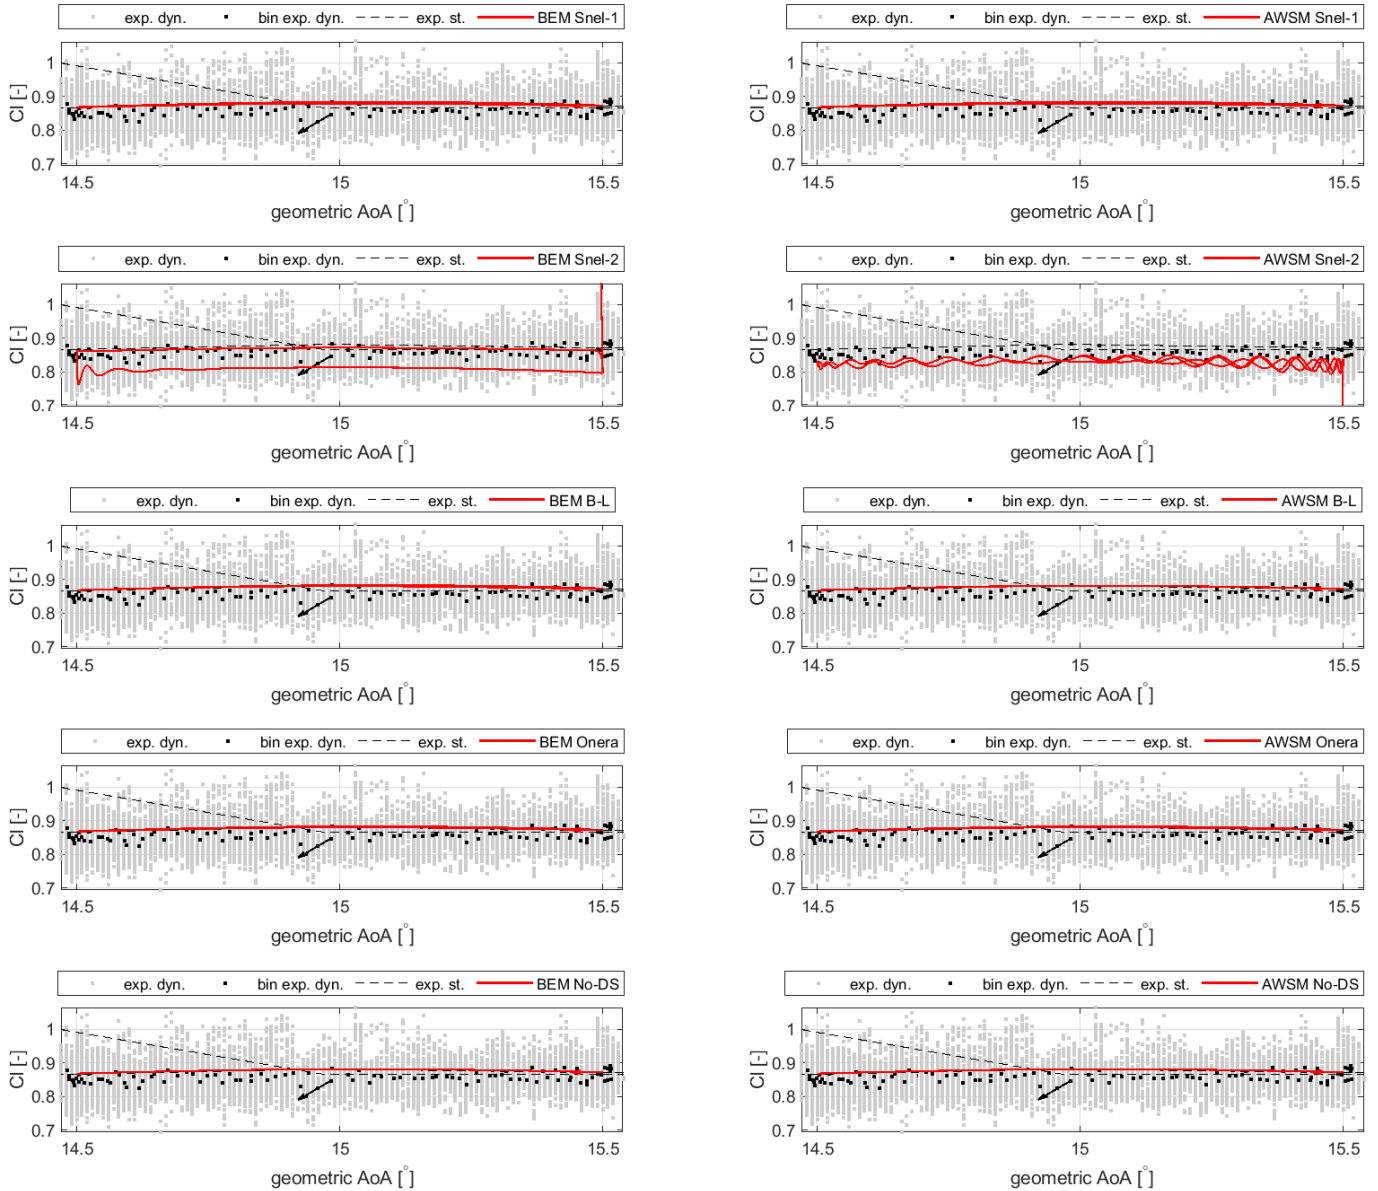 exp. dyn. bin exp. dyn. exp. st. BEM Snel-1
Cl [-]
1
0.9
0.8
0.7
14.5 15 15.5
geometric AoA [°]
exp. dyn. bin exp. dyn. exp. st. AWSM Snel-1
Cl [-]
1
0.9
0.8
0.7
14.5 15 15.5
geometric AoA [°]
exp. dyn. bin exp. dyn. exp. st. BEM Snel-2
Cl [-]
1
0.9
0.8
0.7
14.5 15 15.5
geometric AoA [°]
exp. dyn. bin exp. dyn. exp. st. AWSM Snel-2
Cl [-]
1
0.9
0.8
0.7
14.5 15 15.5
geometric AoA [°]
exp. dyn. bin exp. dyn. exp. st. BEM B-L
Cl [-]
1
0.9
0.8
0.7
14.5 15 15.5
geometric AoA [°]
exp. dyn. bin exp. dyn. exp. st. AWSM B-L
Cl [-]
1
0.9
0.8
0.7
14.5 15 15.5
geometric AoA [°]
exp. dyn. bin exp. dyn. exp. st. BEM Onera
Cl [-]
1
0.9
0.8
0.7
14.5 15 15.5
geometric AoA [°]
exp. dyn. bin exp. dyn. exp. st. AWSM Onera
Cl [-]
1
0.9
0.8
0.7
14.5 15 15.5
geometric AoA [°]
exp. dyn. bin exp. dyn. exp. st. BEM No-DS
Cl [-]
1
0.9
0.8
0.7
14.5 15 15.5
geometric AoA [°]
exp. dyn. bin exp. dyn. exp. st. AWSM No-DS
Cl [-]
1
0.9
0.8
0.7
14.5 15 15.5
geometric AoA [°]